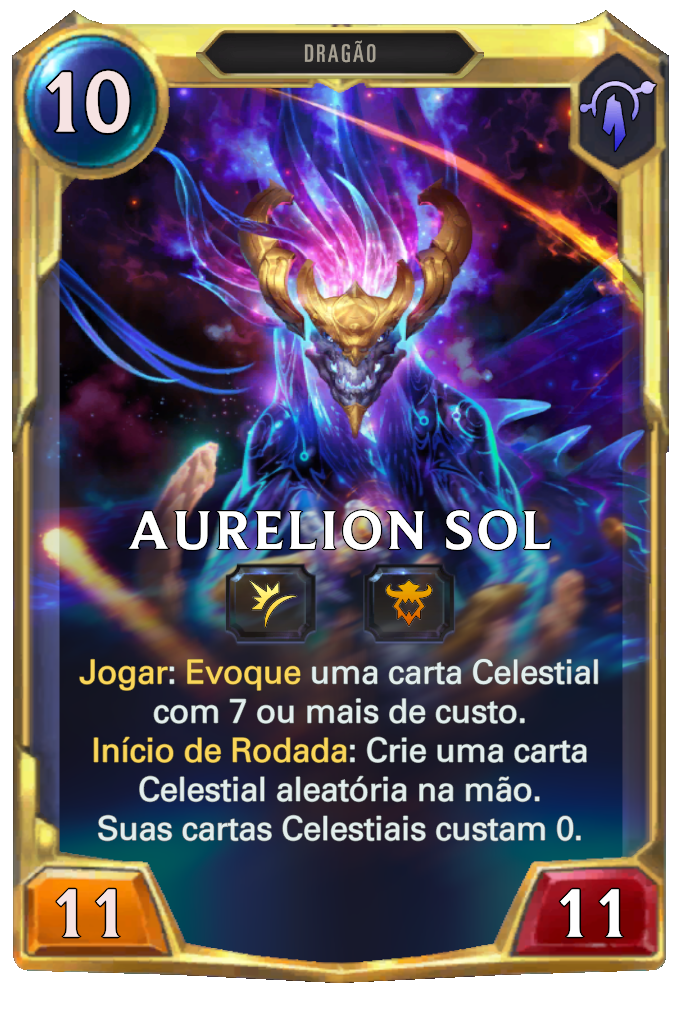 DRAGÃO
10
AURELION SOL
Jogar: Evoque uma carta Celestial
com 7 ou mais de custo.
Início de Rodada: Crie uma carta
Celestial aleatória na mão.
Suas cartas Celestiais custam 0.
11
11